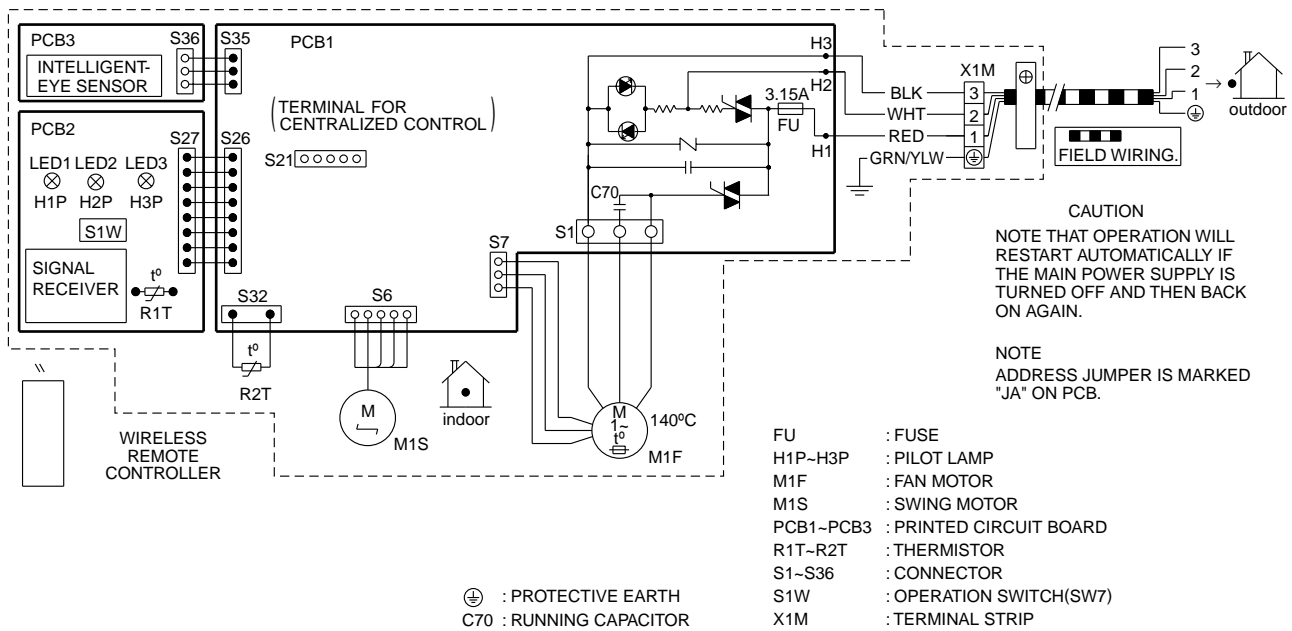 PCB3
S36
S35
PCB1
INTELLIGENT-
EYE SENSOR
(TERMINAL FOR
CENTRALIZED CONTROL)
S21
PCB2
S27
S26
LED1 LED2 LED3
H1P H2P H3P
S1W
SIGNAL
RECEIVER
tº
R1T
S32
tº
R2T
S6
M
M1S
indoor
S7
S1
C70
M
1~
tº
140ºC
M1F
3.15A
FU
H3
H2
H1
X1M
BLK 3
WHT 2
RED 1
GRN/YLW
3
2
1
outdoor
FIELD WIRING.
WIRELESS
REMOTE
CONTROLLER
CAUTION
NOTE THAT OPERATION WILL
RESTART AUTOMATICALLY IF
THE MAIN POWER SUPPLY IS
TURNED OFF AND THEN BACK
ON AGAIN.
NOTE
ADDRESS JUMPER IS MARKED
"JA" ON PCB.
FU : FUSE
H1P~H3P : PILOT LAMP
M1F : FAN MOTOR
M1S : SWING MOTOR
PCB1~PCB3 : PRINTED CIRCUIT BOARD
R1T~R2T : THERMISTOR
S1~S36 : CONNECTOR
S1W : OPERATION SWITCH(SW7)
X1M : TERMINAL STRIP
: PROTECTIVE EARTH
C70 : RUNNING CAPACITOR